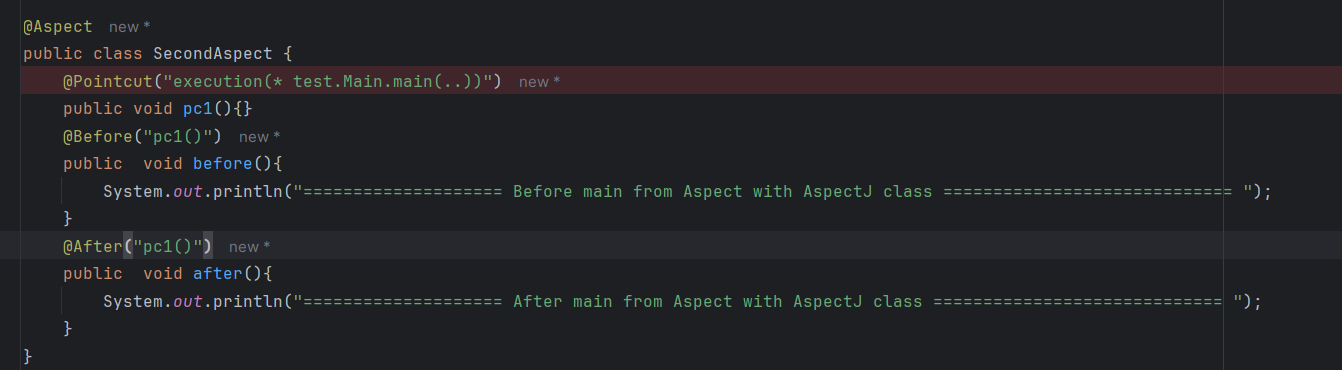 @Aspect new *
public class SecondAspect {
@Pointcut("execution(* test.Main.main(..))") new *
public void pc1(){}
@Before("pc1()") new *
public  void before(){
System.out.println("==================== Before main from Aspect with AspectJ class ============================= ");
}
@After("pc1()") new *
public  void after(){
System.out.println("==================== After main from Aspect with AspectJ class ============================= ");
}
}